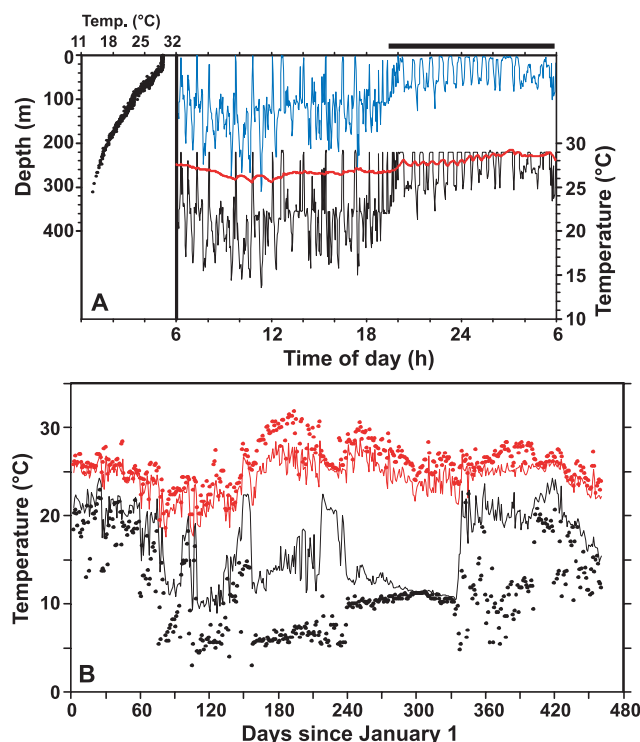 Temp. (°C)
11 18 25 32
0
100
200
300
400
Depth (m)
30
25
20
15
10
Temperature (°C)
A
6 12 18 24 6
Time of day (h)
30
20
10
0
Temperature (°C)
B
0 60 120 180 240 300 360 420 480
Days since January 1